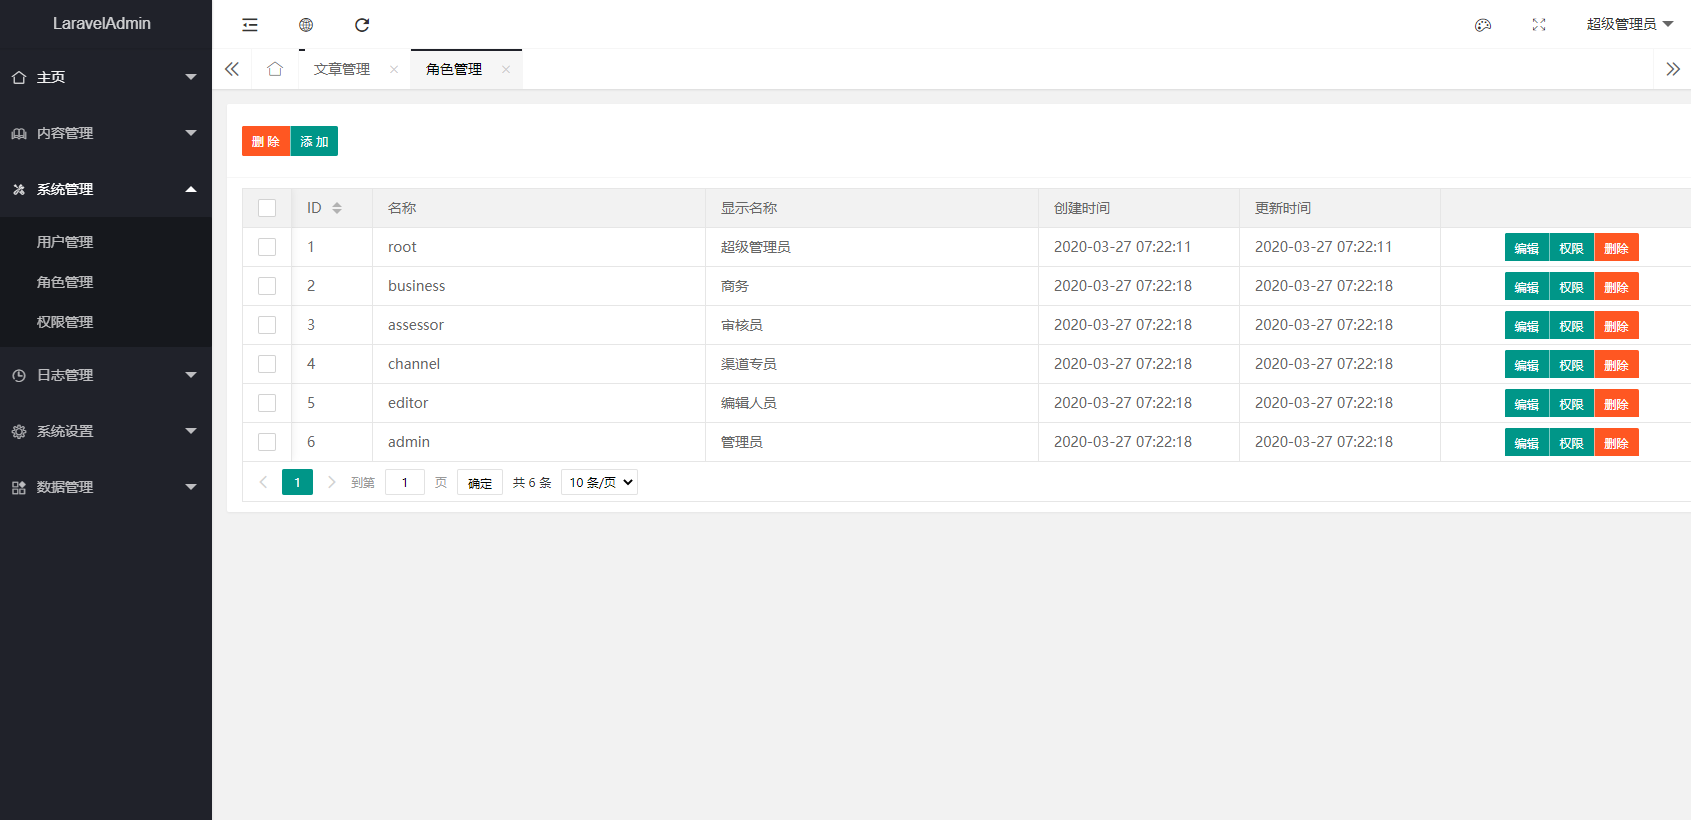 LaravelAdmin
超级管理员
主页
内容管理
系统管理
用户管理
角色管理
权限管理
日志管理
系统设置
数据管理
文章管理 角色管理
删 除 添 加
ID 名称 显示名称 创建时间 更新时间
1 root 超级管理员 2020-03-27 07:22:11 2020-03-27 07:22:11 编辑 权限 删除
2 business 商务 2020-03-27 07:22:18 2020-03-27 07:22:18 编辑 权限 删除
3 assessor 审核员 2020-03-27 07:22:18 2020-03-27 07:22:18 编辑 权限 删除
4 channel 渠道专员 2020-03-27 07:22:18 2020-03-27 07:22:18 编辑 权限 删除
5 editor 编辑人员 2020-03-27 07:22:18 2020-03-27 07:22:18 编辑 权限 删除
6 admin 管理员 2020-03-27 07:22:18 2020-03-27 07:22:18 编辑 权限 删除
1 到第 1 页 确定 共 6 条 10 条/页